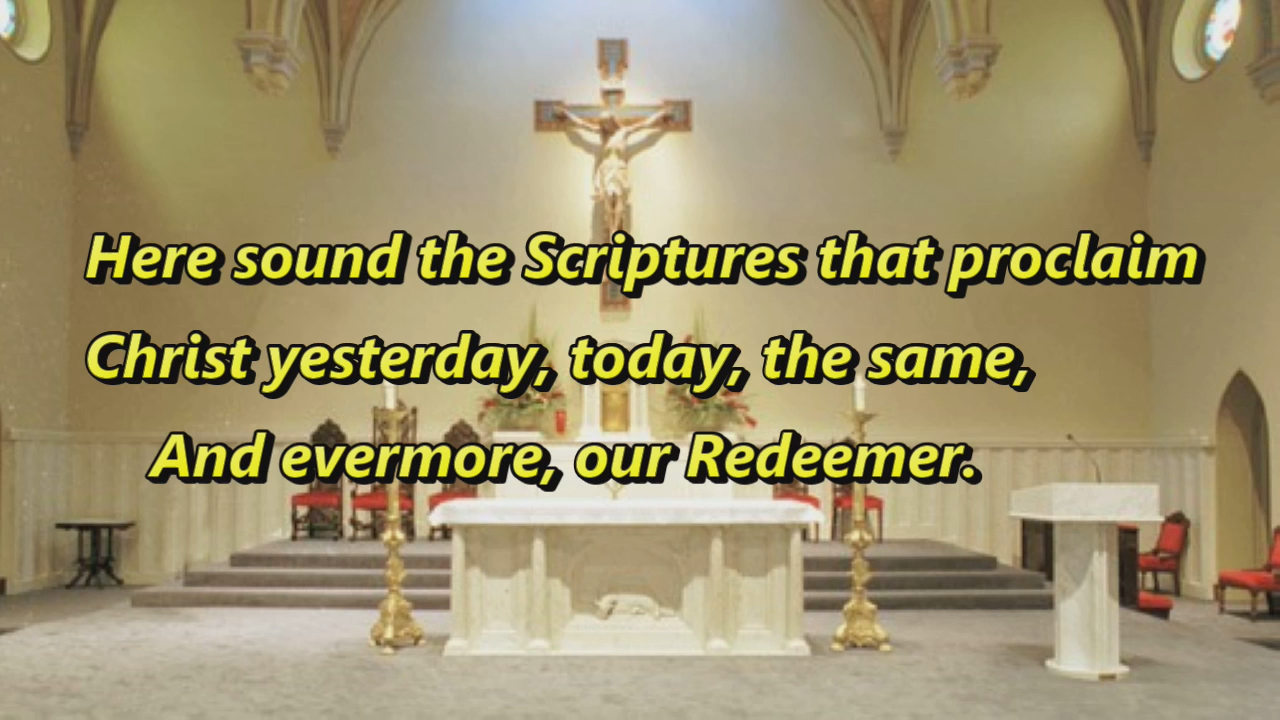 Here sound the Scriptures that proclaim
Christ yesterday, today, the same,
And evermore, our Redeemer.